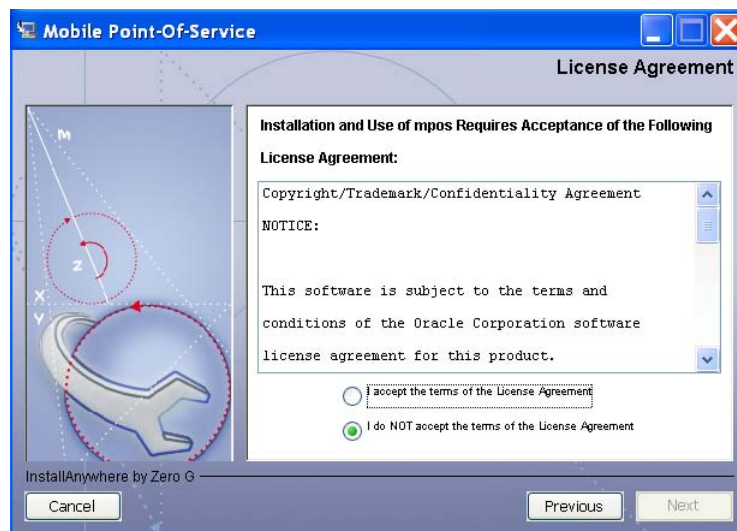 Mobile Point-Of-Service
License Agreement
M
Z
X
Y
Installation and Use of mpos Requires Acceptance of the Following
License Agreement:
Copyright/Trademark/Confidentiality Agreement
NOTICE:
This software is subject to the terms and
conditions of the Oracle Corporation software
license agreement for this product.
I accept the terms of the License Agreement
I do NOT accept the terms of the License Agreement
InstallAnywhere by Zero G
Cancel
Previous
Next